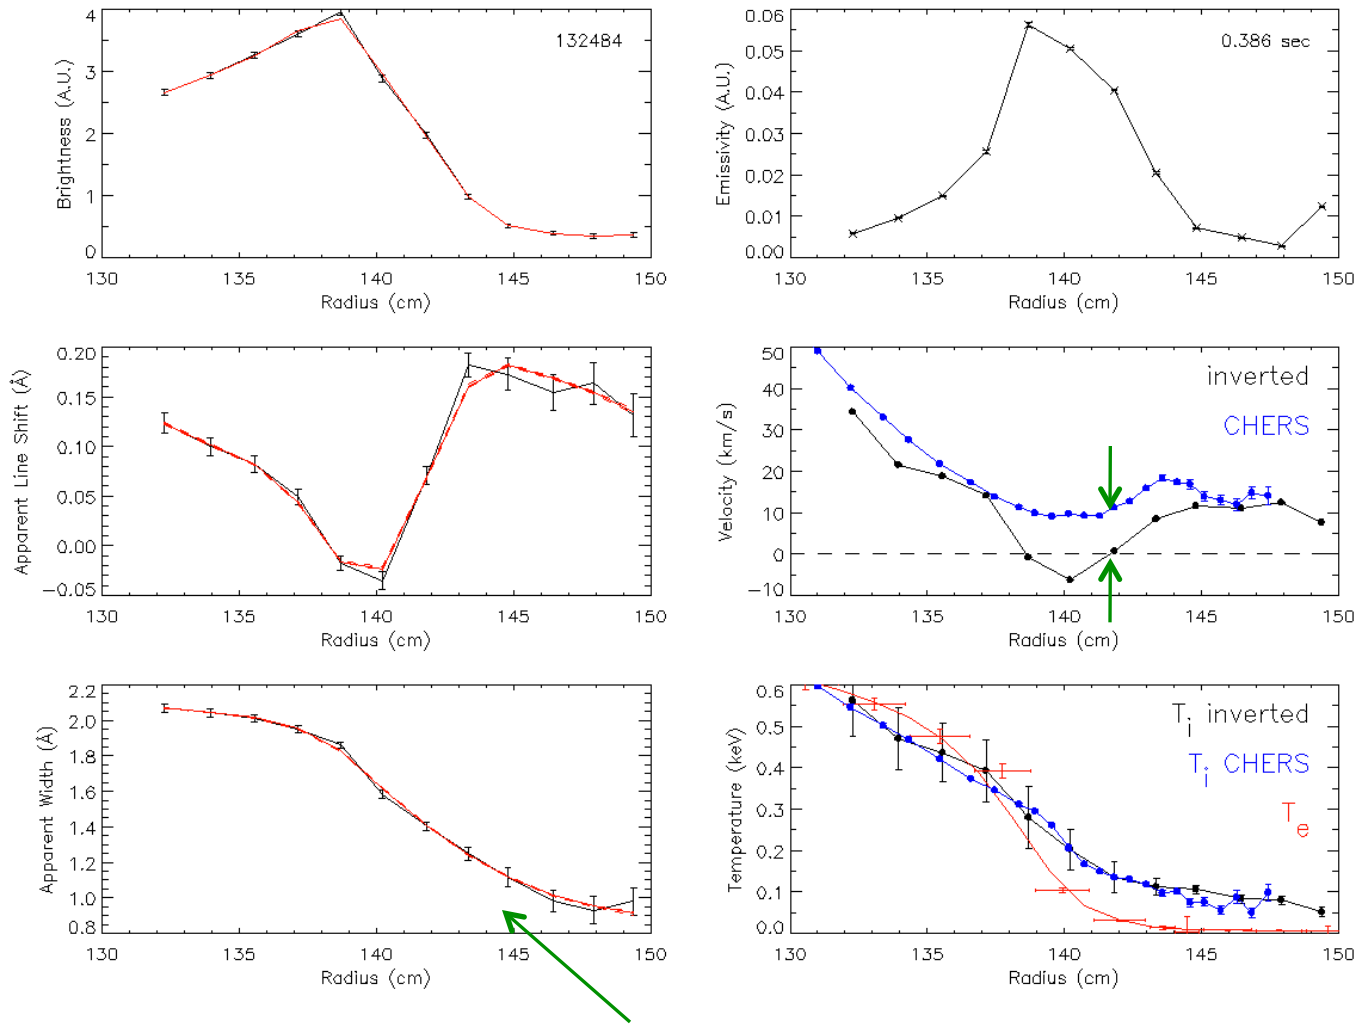 132484
Brightness (A.U.)
4
3
2
1
0
130 135 140 145 150
Radius (cm)
0.386 sec
Emissivity (A.U.)
0.06
0.05
0.04
0.03
0.02
0.01
0.00
130 135 140 145 150
Radius (cm)
Apparent Line Shift (Å)
0.20
0.15
0.10
0.05
0.00
−0.05
130 135 140 145 150
Radius (cm)
inverted
CHERS
Velocity (km/s)
50
40
30
20
10
0
−10
130 135 140 145 150
Radius (cm)
Apparent Width (Å)
2.2
2.0
1.8
1.6
1.4
1.2
1.0
0.8
130 135 140 145 150
Radius (cm)
Ti inverted
Ti CHERS
Te
Temperature (keV)
0.6
0.5
0.4
0.3
0.2
0.1
0.0
130 135 140 145 150
Radius (cm)